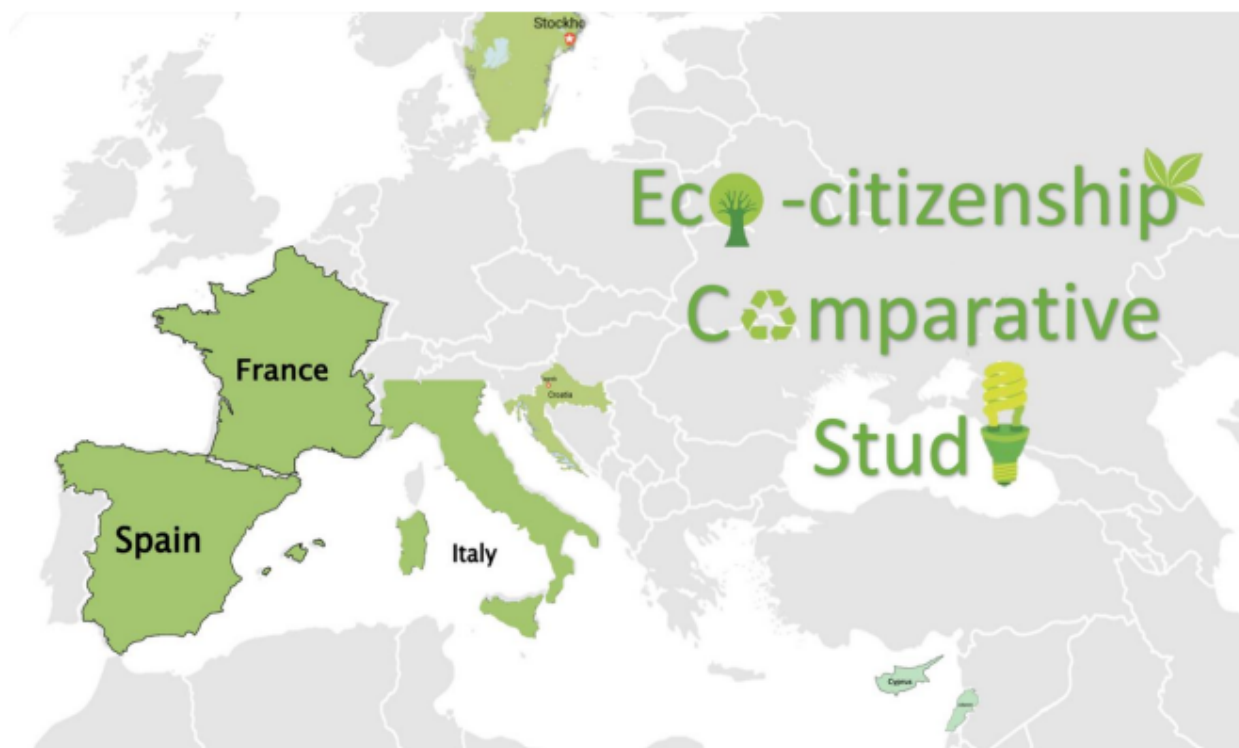 Stockho
Eco-citizenship
Comparative
Study
France
Croatia
Spain
Italy
Cyprus